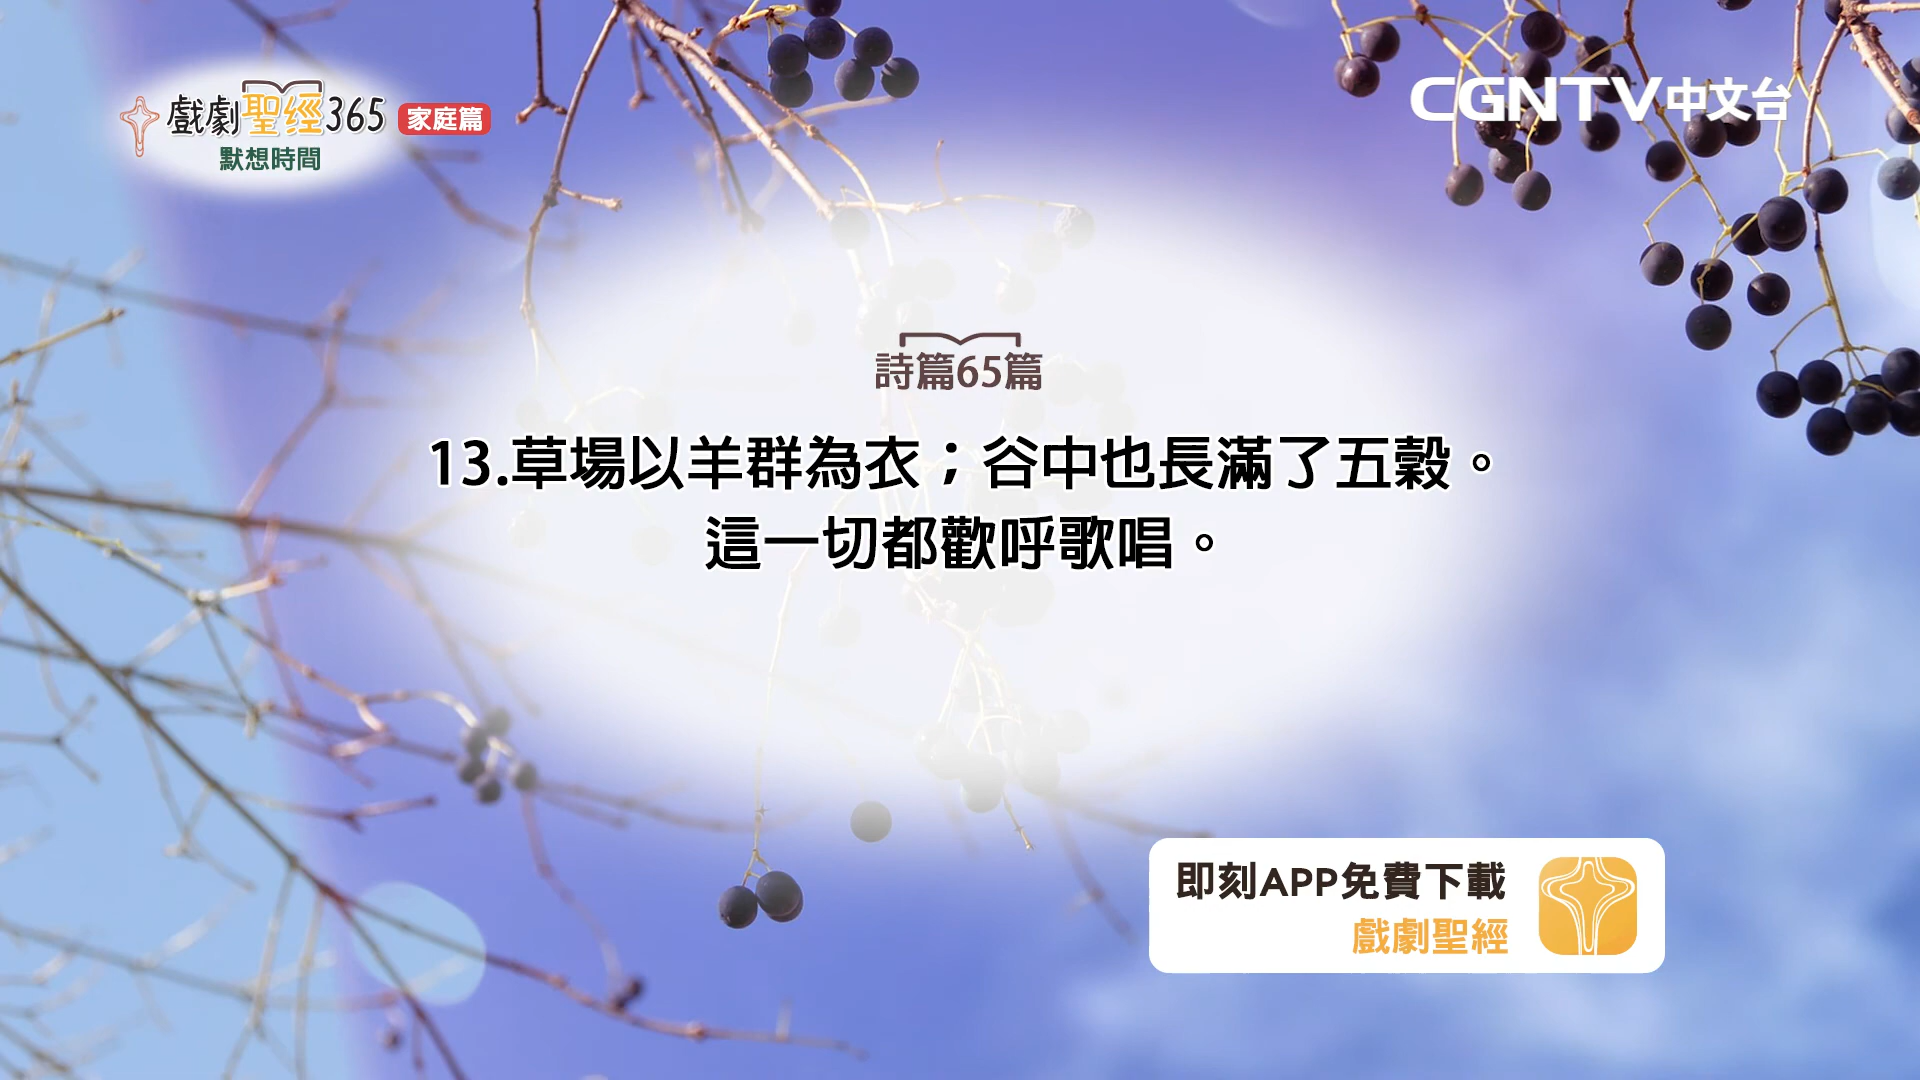 戲劇聖經365 家庭篇
默想時間
CGNTV中文台
詩篇65篇
13.草場以羊群為衣；谷中也長滿了五穀。
這一切都歡呼歌唱。
即刻APP免費下載
戲劇聖經